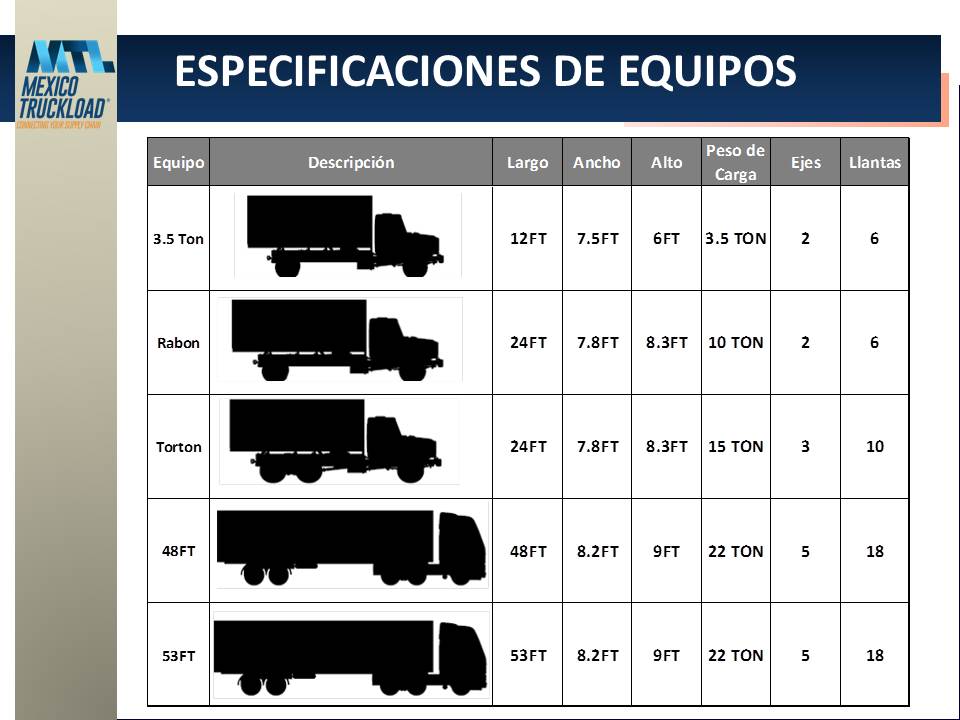 MTL
MEXICO
TRUCKLOAD®
CONNECTING YOUR SUPPLY CHAIN
ESPECIFICACIONES DE EQUIPOS
Equipo Descripción Largo Ancho Alto Peso de Carga Ejes Llantas
3.5 Ton 12FT 7.5FT 6FT 3.5 TON 2 6
Rabon 24FT 7.8FT 8.3FT 10 TON 2 6
Torton 24FT 7.8FT 8.3FT 15 TON 3 10
48FT 48FT 8.2FT 9FT 22 TON 5 18
53FT 53FT 8.2FT 9FT 22 TON 5 18